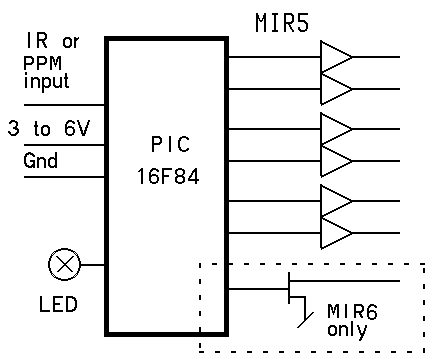 MIR5
IR or
PPM
input
3 to 6V
Gnd
PIC
16F84
LED
MIR6
only